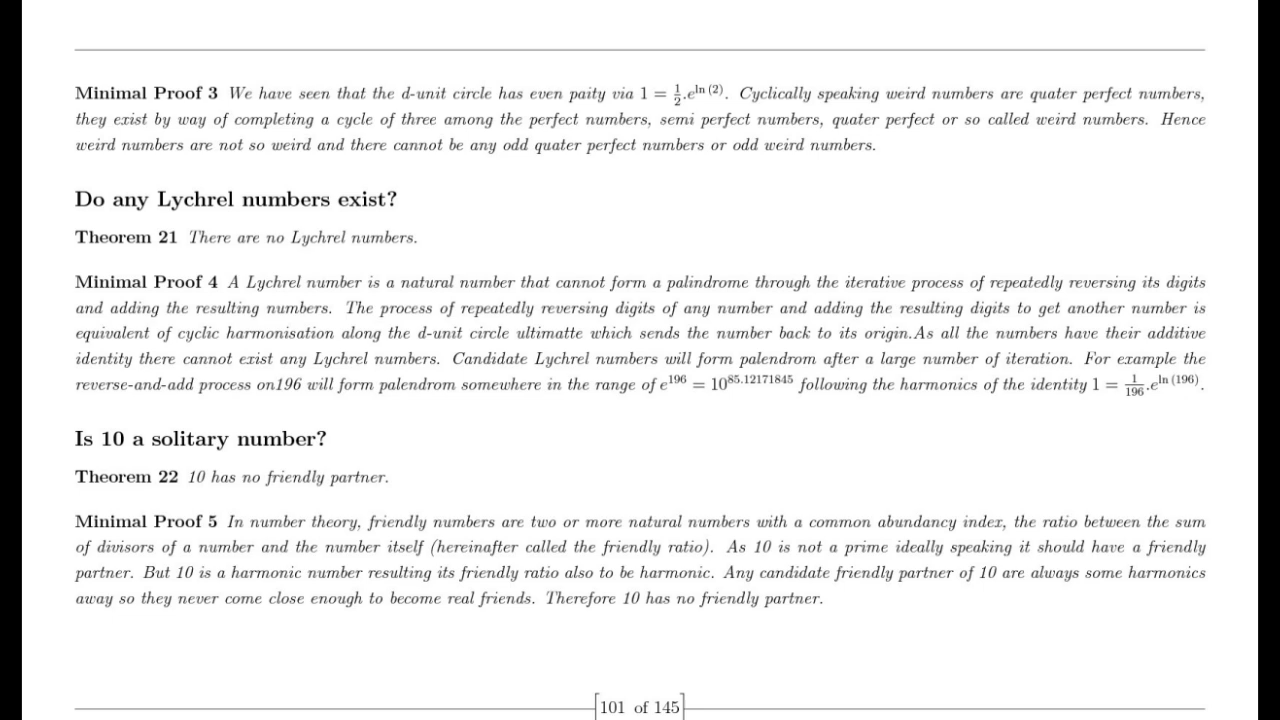 Minimal Proof 3 We have seen that the d-unit circle has even paity via 1 = 1/2.e^ln (2). Cyclically speaking weird numbers are quater perfect numbers,
they exist by way of completing a cycle of three among the perfect numbers, semi perfect numbers, quater perfect or so called weird numbers. Hence
weird numbers are not so weird and there cannot be any odd quater perfect numbers or odd weird numbers.
Do any Lychrel numbers exist?
Theorem 21 There are no Lychrel numbers.
Minimal Proof 4 A Lychrel number is a natural number that cannot form a palindrome through the iterative process of repeatedly reversing its digits
and adding the resulting numbers. The process of repeatedly reversing digits of any number and adding the resulting digits to get another number is
equivalent of cyclic harmonisation along the d-unit circle ultimatte which sends the number back to its origin.As all the numbers have their additive
identity there cannot exist any Lychrel numbers. Candidate Lychrel numbers will form palendrom after a large number of iteration. For example the
reverse-and-add process on196 will form palendrom somewhere in the range of e^196 = 10^85.12171845 following the harmonics of the identity 1 = 1/196.e^ln (196).
Is 10 a solitary number?
Theorem 22 10 has no friendly partner.
Minimal Proof 5 In number theory, friendly numbers are two or more natural numbers with a common abundancy index, the ratio between the sum
of divisors of a number and the number itself (hereinafter called the friendly ratio). As 10 is not a prime ideally speaking it should have a friendly
partner. But 10 is a harmonic number resulting its friendly ratio also to be harmonic. Any candidate friendly partner of 10 are always some harmonics
away so they never come close enough to become real friends. Therefore 10 has no friendly partner.
[101 of 145]